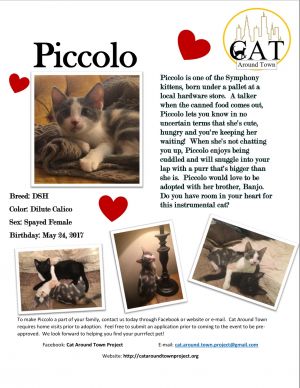 Piccolo
CAT
Around Town
Piccolo is one of the Symphony
kittens, born under a pallet at a
local hardware store. A talker
when the canned food comes out,
Piccolo lets you know in no
uncertain terms that she's cute,
hungry and you're keeping her
waiting! When she's not chatting
you up, Piccolo enjoys being
cuddled and will snuggle into your
lap with a purr that's bigger than
she is. Piccolo would love to be
adopted with her brother, Banjo.
Do you have room in your heart for
this instrumental cat?
Breed: DSH
Color: Dilute Calico
Sex: Spayed Female
Birthday: May 24, 2017
To make Piccolo a part of your family, contact us today through Facebook or website or e-mail. Cat Around Town
requires home visits prior to adoption. Feel free to submit an application prior to coming to the event to be pre-
approved. We look forward to helping you find your purrrfect pet!
Facebook: Cat Around Town Project E-mail: cat.around.town.project@gmail.com
Website: http://cataroundtownproject.org